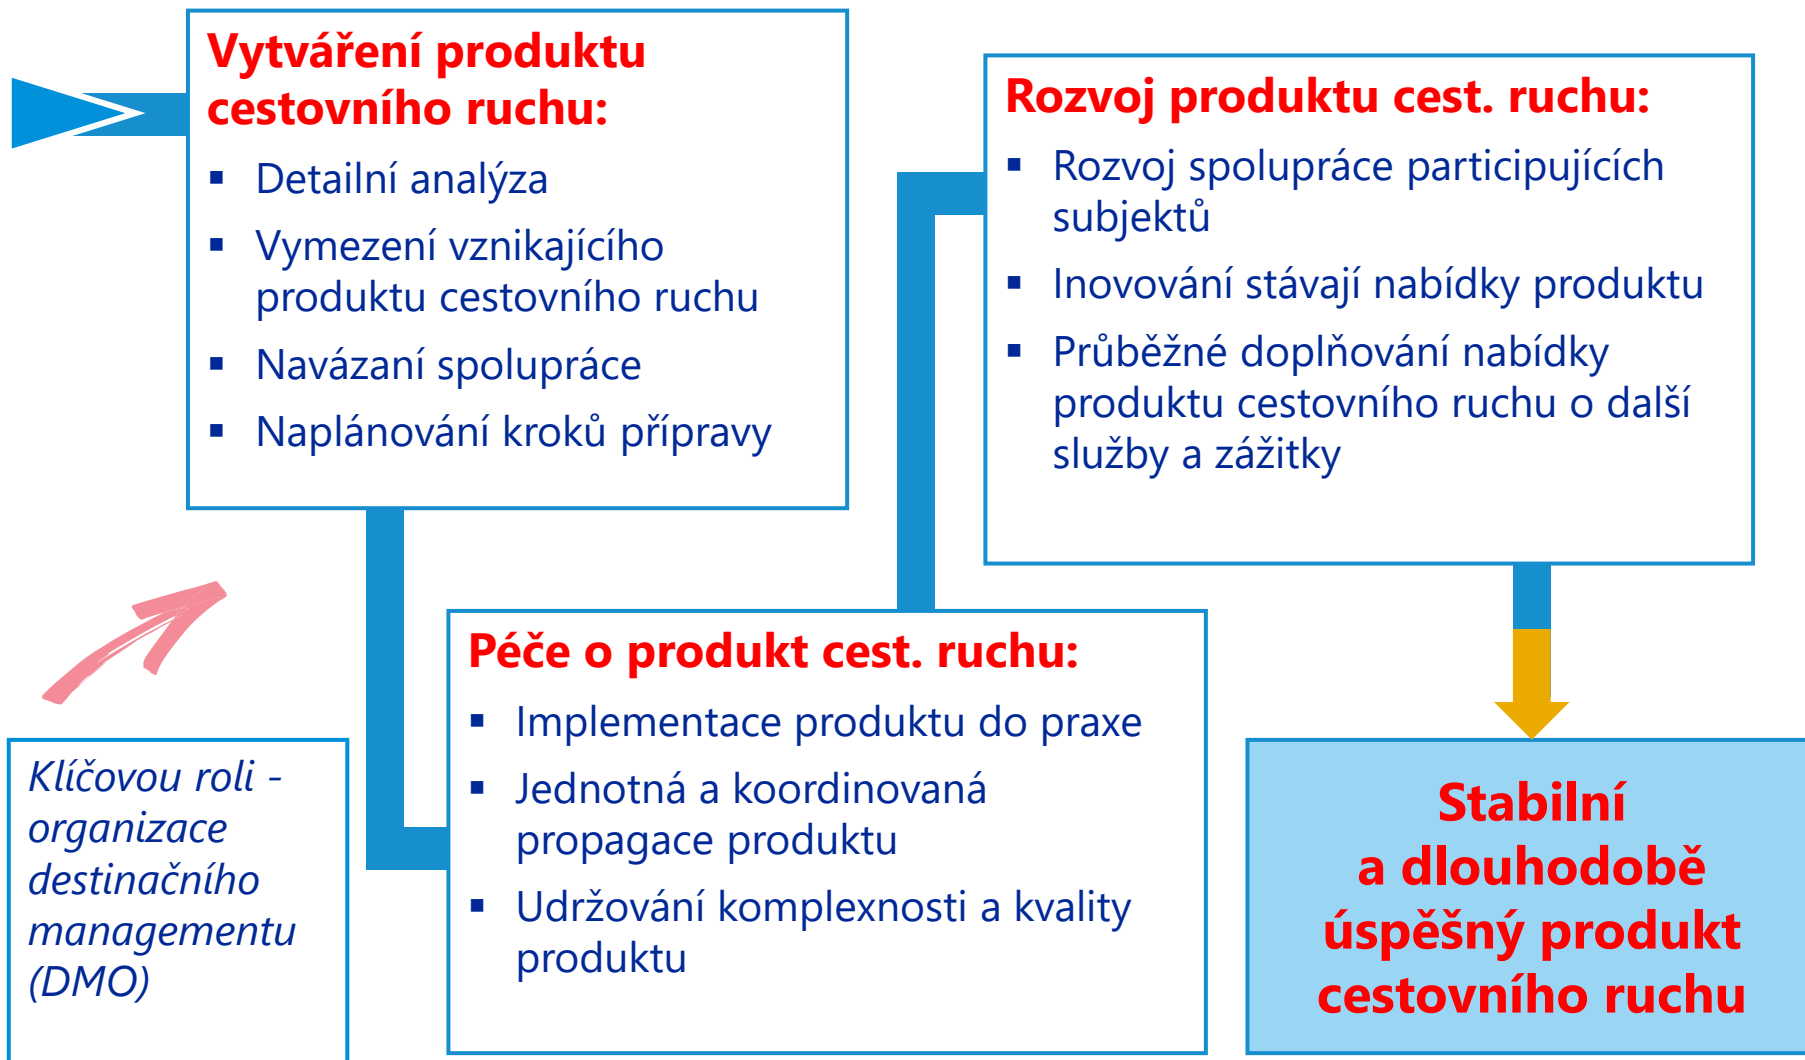 Vytváření produktu
cestovního ruchu:
▪ Detailní analýza
▪ Vymezení vznikajícího
produktu cestovního ruchu
▪ Navázaní spolupráce
▪ Naplánování kroků přípravy
Klíčovou roli -
organizace
destinačního
managementu
(DMO)
Péče o produkt cest. ruchu:
▪ Implementace produktu do praxe
▪ Jednotná a koordinovaná
propagace produktu
▪ Udržování komplexnosti a kvality
produktu
Rozvoj produktu cest. ruchu:
▪ Rozvoj spolupráce participujících
subjektů
▪ Inovování stávají nabídky produktu
▪ Průběžné doplňování nabídky
produktu cestovního ruchu o další
služby a zážitky
Stabilní
a dlouhodobě
úspěšný produkt
cestovního ruchu